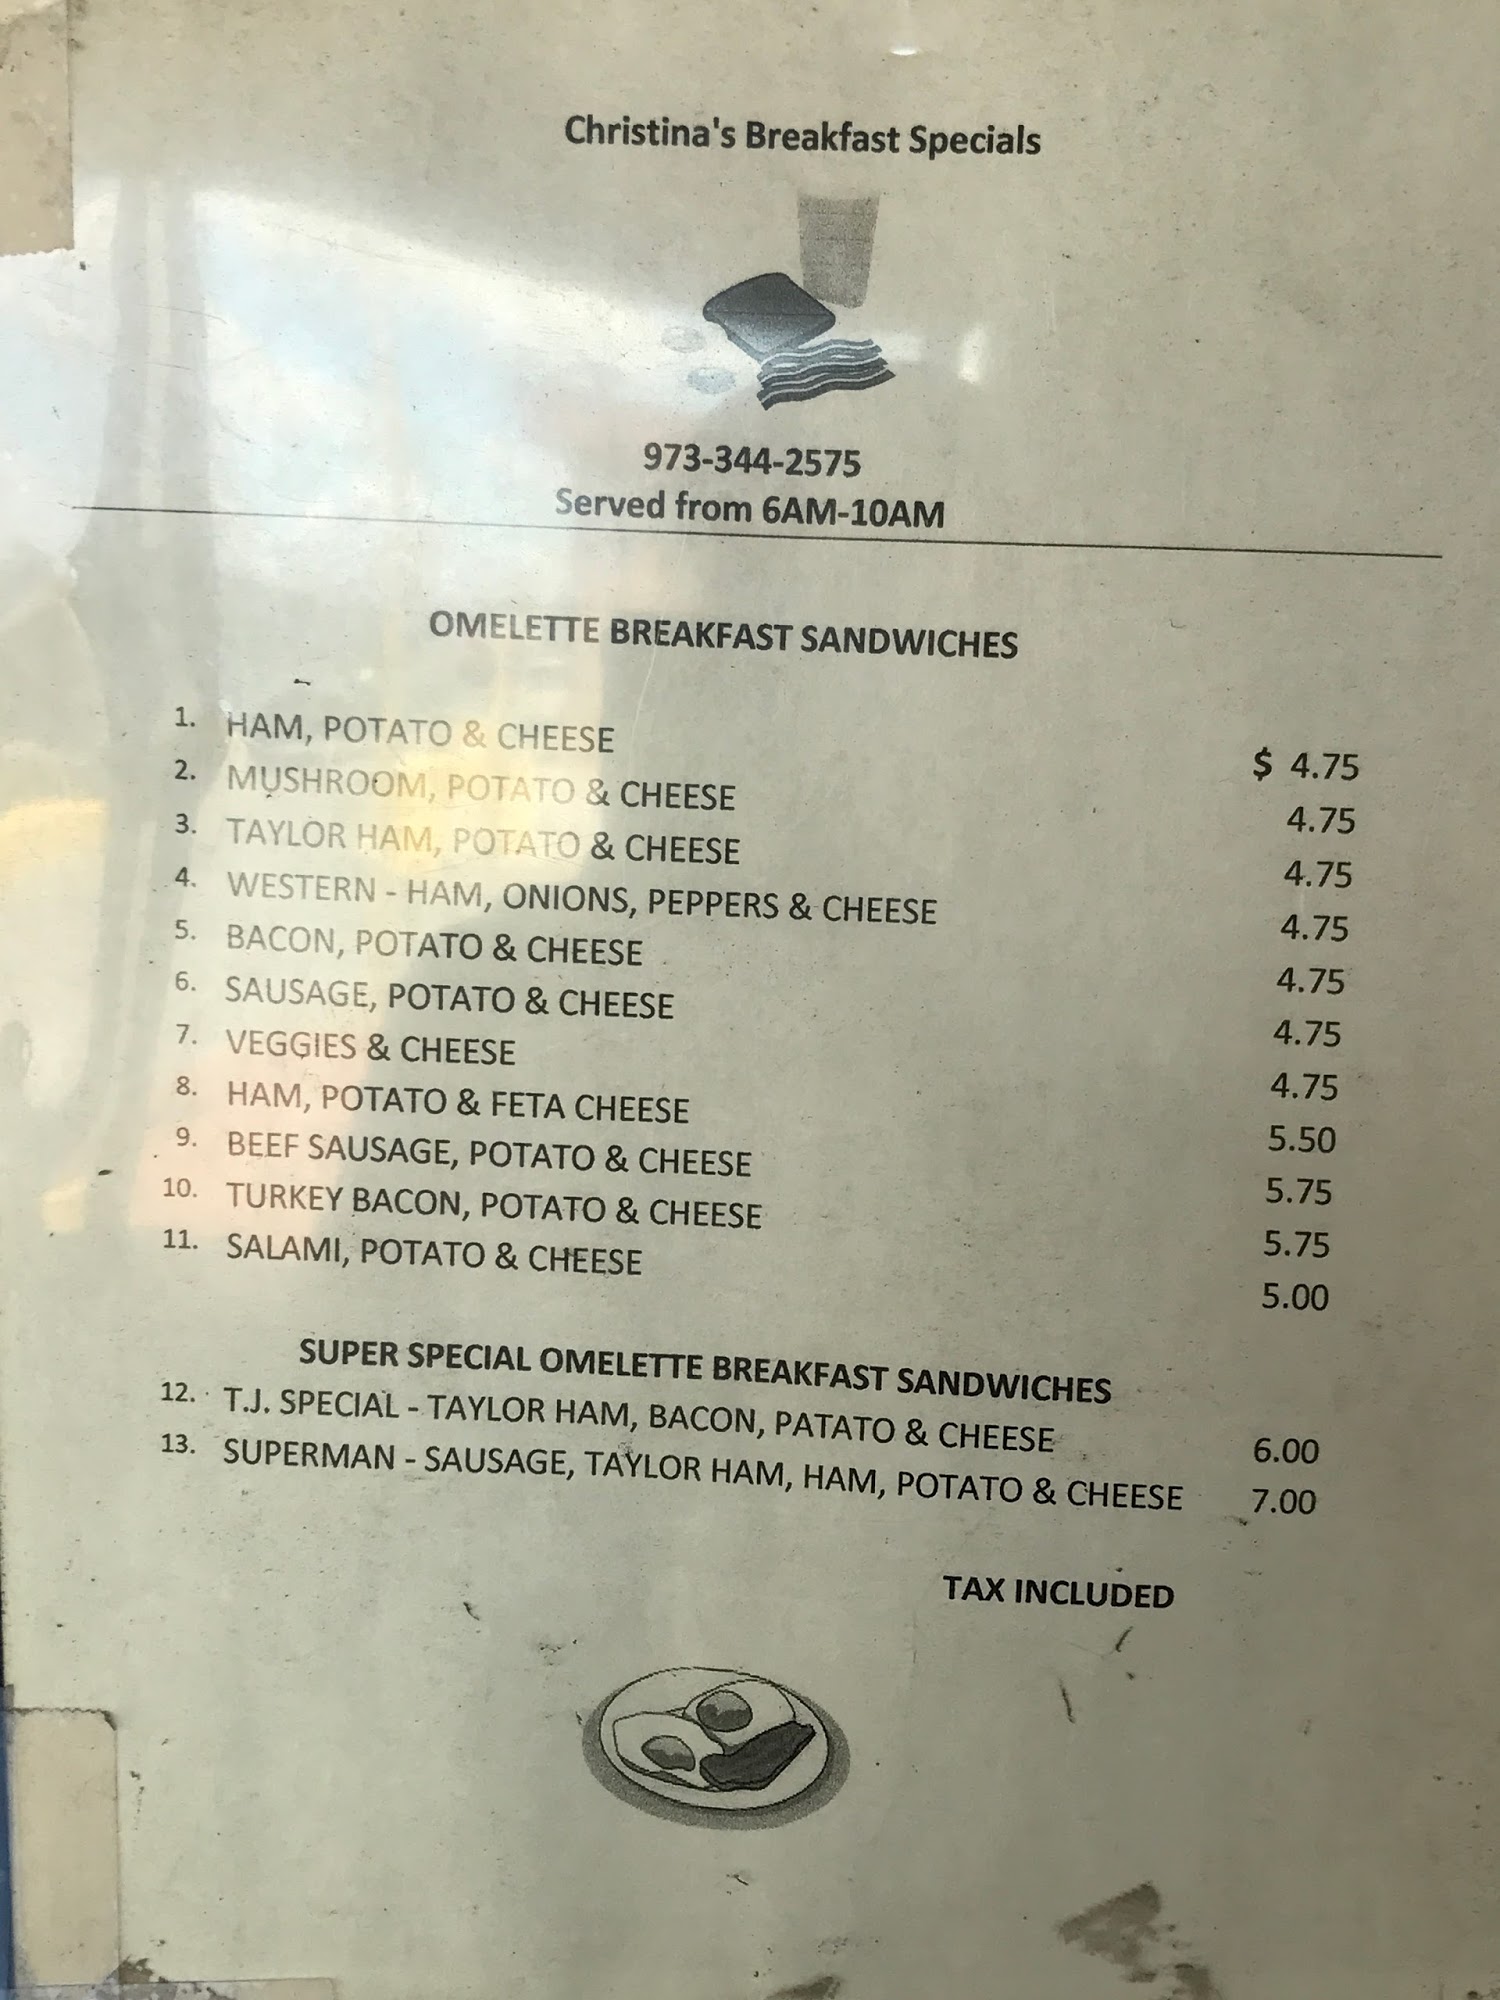 Christina's Breakfast Specials
973-344-2575
Served from 6AM-10AM
OMELETTE BREAKFAST SANDWICHES
1. HAM, POTATO & CHEESE $ 4.75
2. MUSHROOM, POTATO & CHEESE 4.75
3. TAYLOR HAM, POTATO & CHEESE 4.75
4. WESTERN - HAM, ONIONS, PEPPERS & CHEESE 4.75
5. BACON, POTATO & CHEESE 4.75
6. SAUSAGE, POTATO & CHEESE 4.75
7. VEGGIES & CHEESE 4.75
8. HAM, POTATO & FETA CHEESE 5.50
9. BEEF SAUSAGE, POTATO & CHEESE 5.75
10. TURKEY BACON, POTATO & CHEESE 5.75
11. SALAMI, POTATO & CHEESE 5.00
SUPER SPECIAL OMELETTE BREAKFAST SANDWICHES
12. T.J. SPECIAL - TAYLOR HAM, BACON, PATATO & CHEESE 6.00
13. SUPERMAN - SAUSAGE, TAYLOR HAM, HAM, POTATO & CHEESE 7.00
TAX INCLUDED